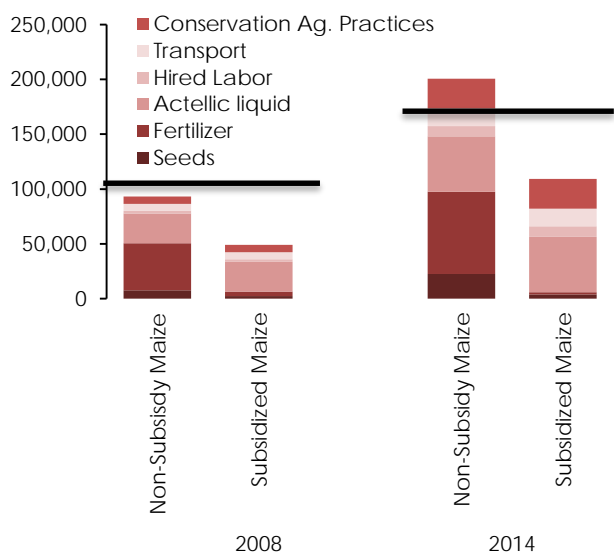 250,000
200,000
150,000
100,000
50,000
0
Conservation Ag. Practices
Transport
Hired Labor
Actellic liquid
Fertilizer
Seeds
Non-Subsisdy Maize
Subsidized Maize
Non-Subsidy Maize
Subsidized Maize
2008
2014